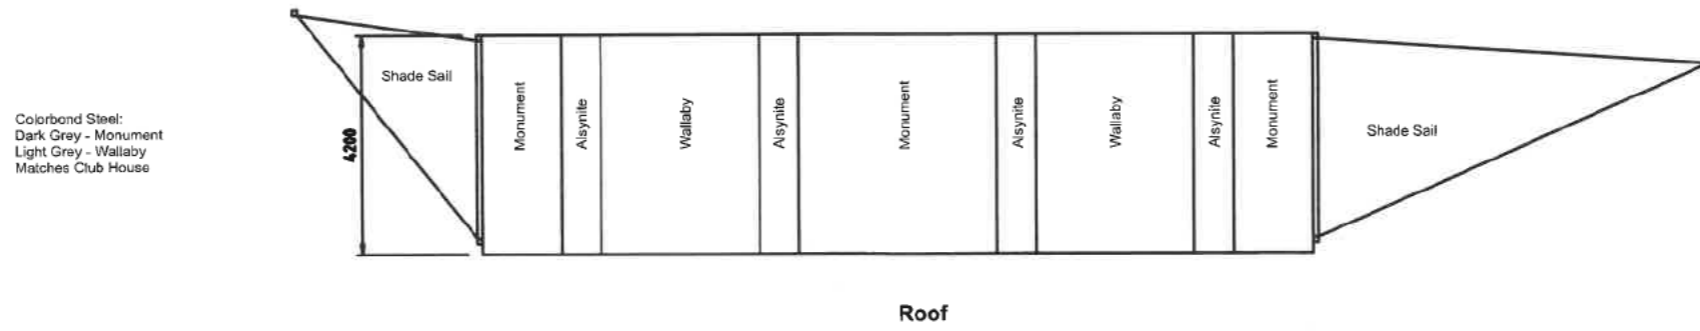 Shade Sail
Colorbond Steel:
Dark Grey - Monument
Light Grey - Wallaby
Matches Club House
4200
Monument
Alsynite
Wallaby
Alsynite
Monument
Alsynite
Wallaby
Alsynite
Monument
Shade Sail
Roof